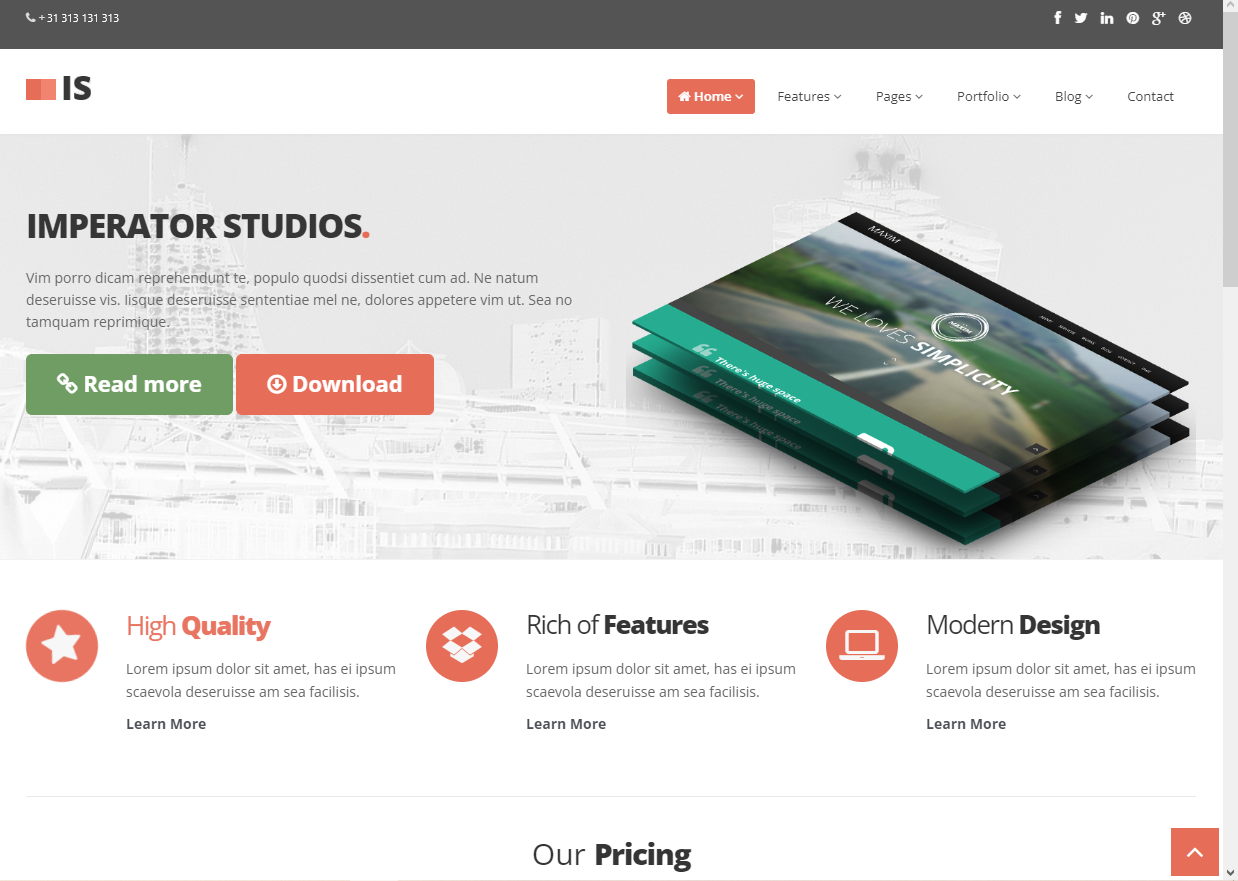 +31 313 131 313
IS
Home
Features
Pages
Portfolio
Blog
Contact
IMPERATOR STUDIOS.
Vim porro dicam reprehendunt te, populo quodsi dissentiet cum ad. Ne natum
deseruisse vis. Iisque deseruisse sententiae mel ne, dolores appetere vim ut. Sea no
tamquam reprimique.
Read more
Download
MAXIM
WE LOVES SIMPLICITY
There's huge space
There's huge space
There's huge space
High Quality
Lorem ipsum dolor sit amet, has ei ipsum
scaevola deseruisse am sea facilisis.
Learn More
Rich of Features
Lorem ipsum dolor sit amet, has ei ipsum
scaevola deseruisse am sea facilisis.
Learn More
Modern Design
Lorem ipsum dolor sit amet, has ei ipsum
scaevola deseruisse am sea facilisis.
Learn More
Our Pricing